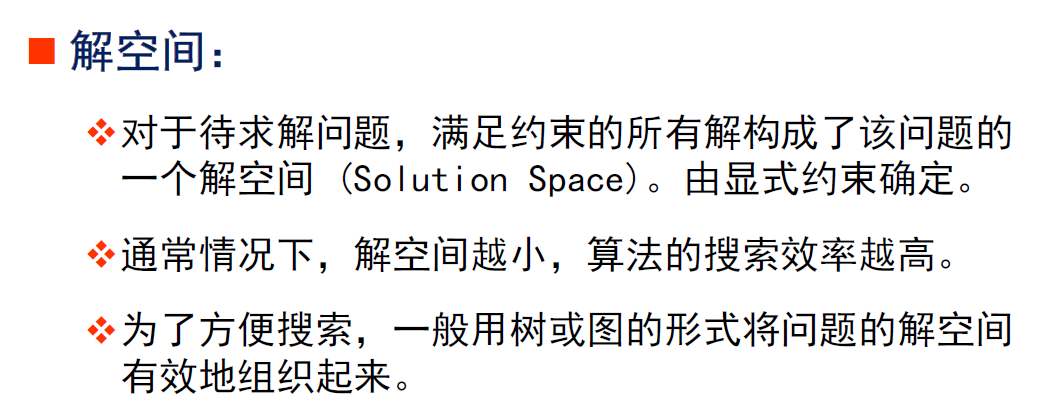 解空间：
对于待求解问题，满足约束的所有解构成了该问题的
一个解空间 (Solution Space)。由显式约束确定。
通常情况下，解空间越小，算法的搜索效率越高。
为了方便搜索，一般用树或图的形式将问题的解空间
有效地组织起来。